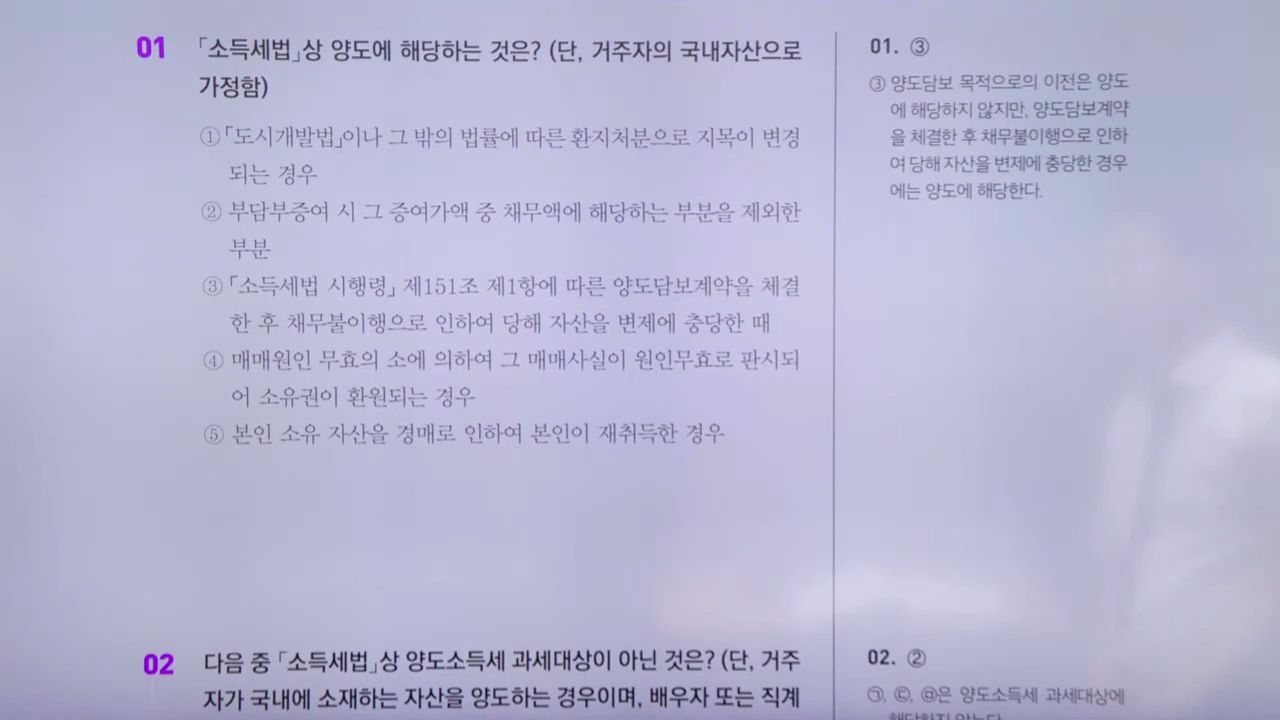 01 「소득세법」상 양도에 해당하는 것은? (단, 거주자의 국내자산으로
가정함)
① 「도시개발법」이나 그 밖의 법률에 따른 환지처분으로 지목이 변경
되는 경우
② 부담부증여 시 그 증여가액 중 채무액에 해당하는 부분을 제외한
부분
③ 「소득세법 시행령」 제151조 제1항에 따른 양도담보계약을 체결
한 후 채무불이행으로 인하여 당해 자산을 변제에 충당한 때
④ 매매원인 무효의 소에 의하여 그 매매사실이 원인무효로 판시되
어 소유권이 환원되는 경우
⑤ 본인 소유 자산을 경매로 인하여 본인이 재취득한 경우
02 다음 중 「소득세법」상 양도소득세 과세대상이 아닌 것은? (단, 거주
자가 국내에 소재하는 자산을 양도하는 경우이며, 배우자 또는 직계
01. ③
③ 양도담보 목적으로의 이전은 양도
에 해당하지 않지만, 양도담보계약
을 체결한 후 채무불이행으로 인하
여 당해 자산을 변제에 충당한 경우
에는 양도에 해당한다.
02. ②
㉠, ㉢, ㉣은 양도소득세 과세대상에
해당하지 않는다.